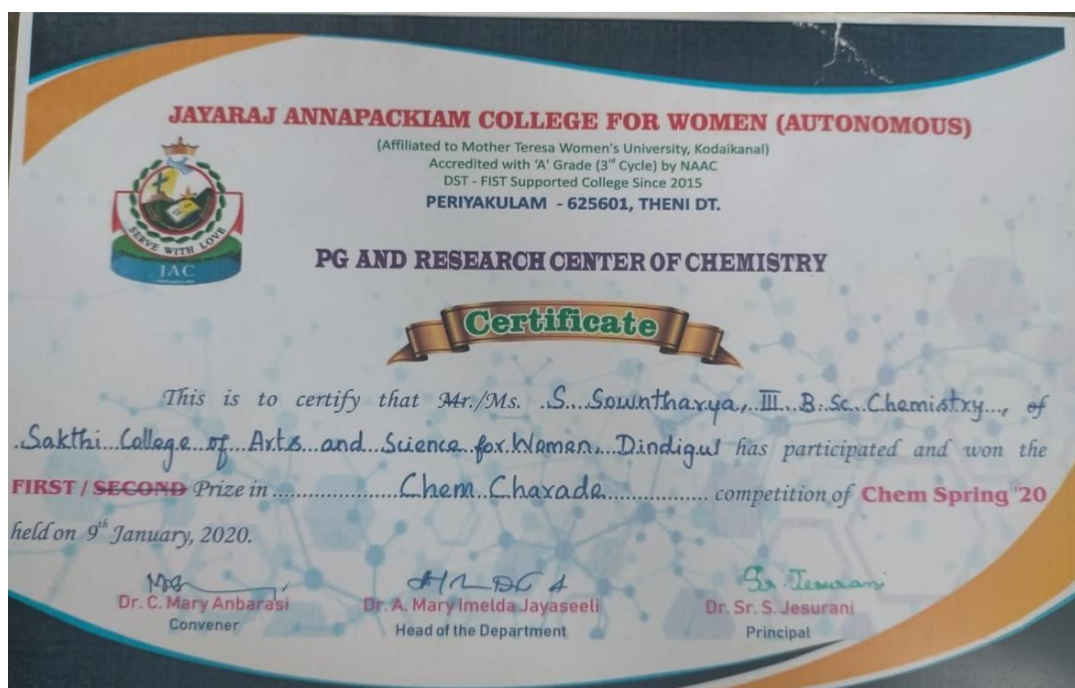 JAYARAJ ANNAPACKIAM COLLEGE FOR WOMEN (AUTONOMOUS)
(Affiliated to Mother Teresa Women's University, Kodaikanal)
Accredited with 'A' Grade (3rd Cycle) by NAAC
DST - FIST Supported College Since 2015
PERIYAKULAM - 625601, THENI DT.
SERVE WITH LOVE
JAC
PG AND RESEARCH CENTER OF CHEMISTRY
Certificate
This is to certify that Mr./Ms. S. Sowntharya, III B.Sc. Chemistry, of
Sakthi College of Arts and Science for Women, Dindigul has participated and won the
FIRST / SECOND Prize in .................. Chem Charade ............... competition of Chem Spring '20
held on 9th January, 2020.
Sr. Jesurani
Dr. C. Mary Anbarasi
Convener
Dr. A. Mary Imelda Jayaseeli
Head of the Department
Dr. Sr. S. Jesurani
Principal